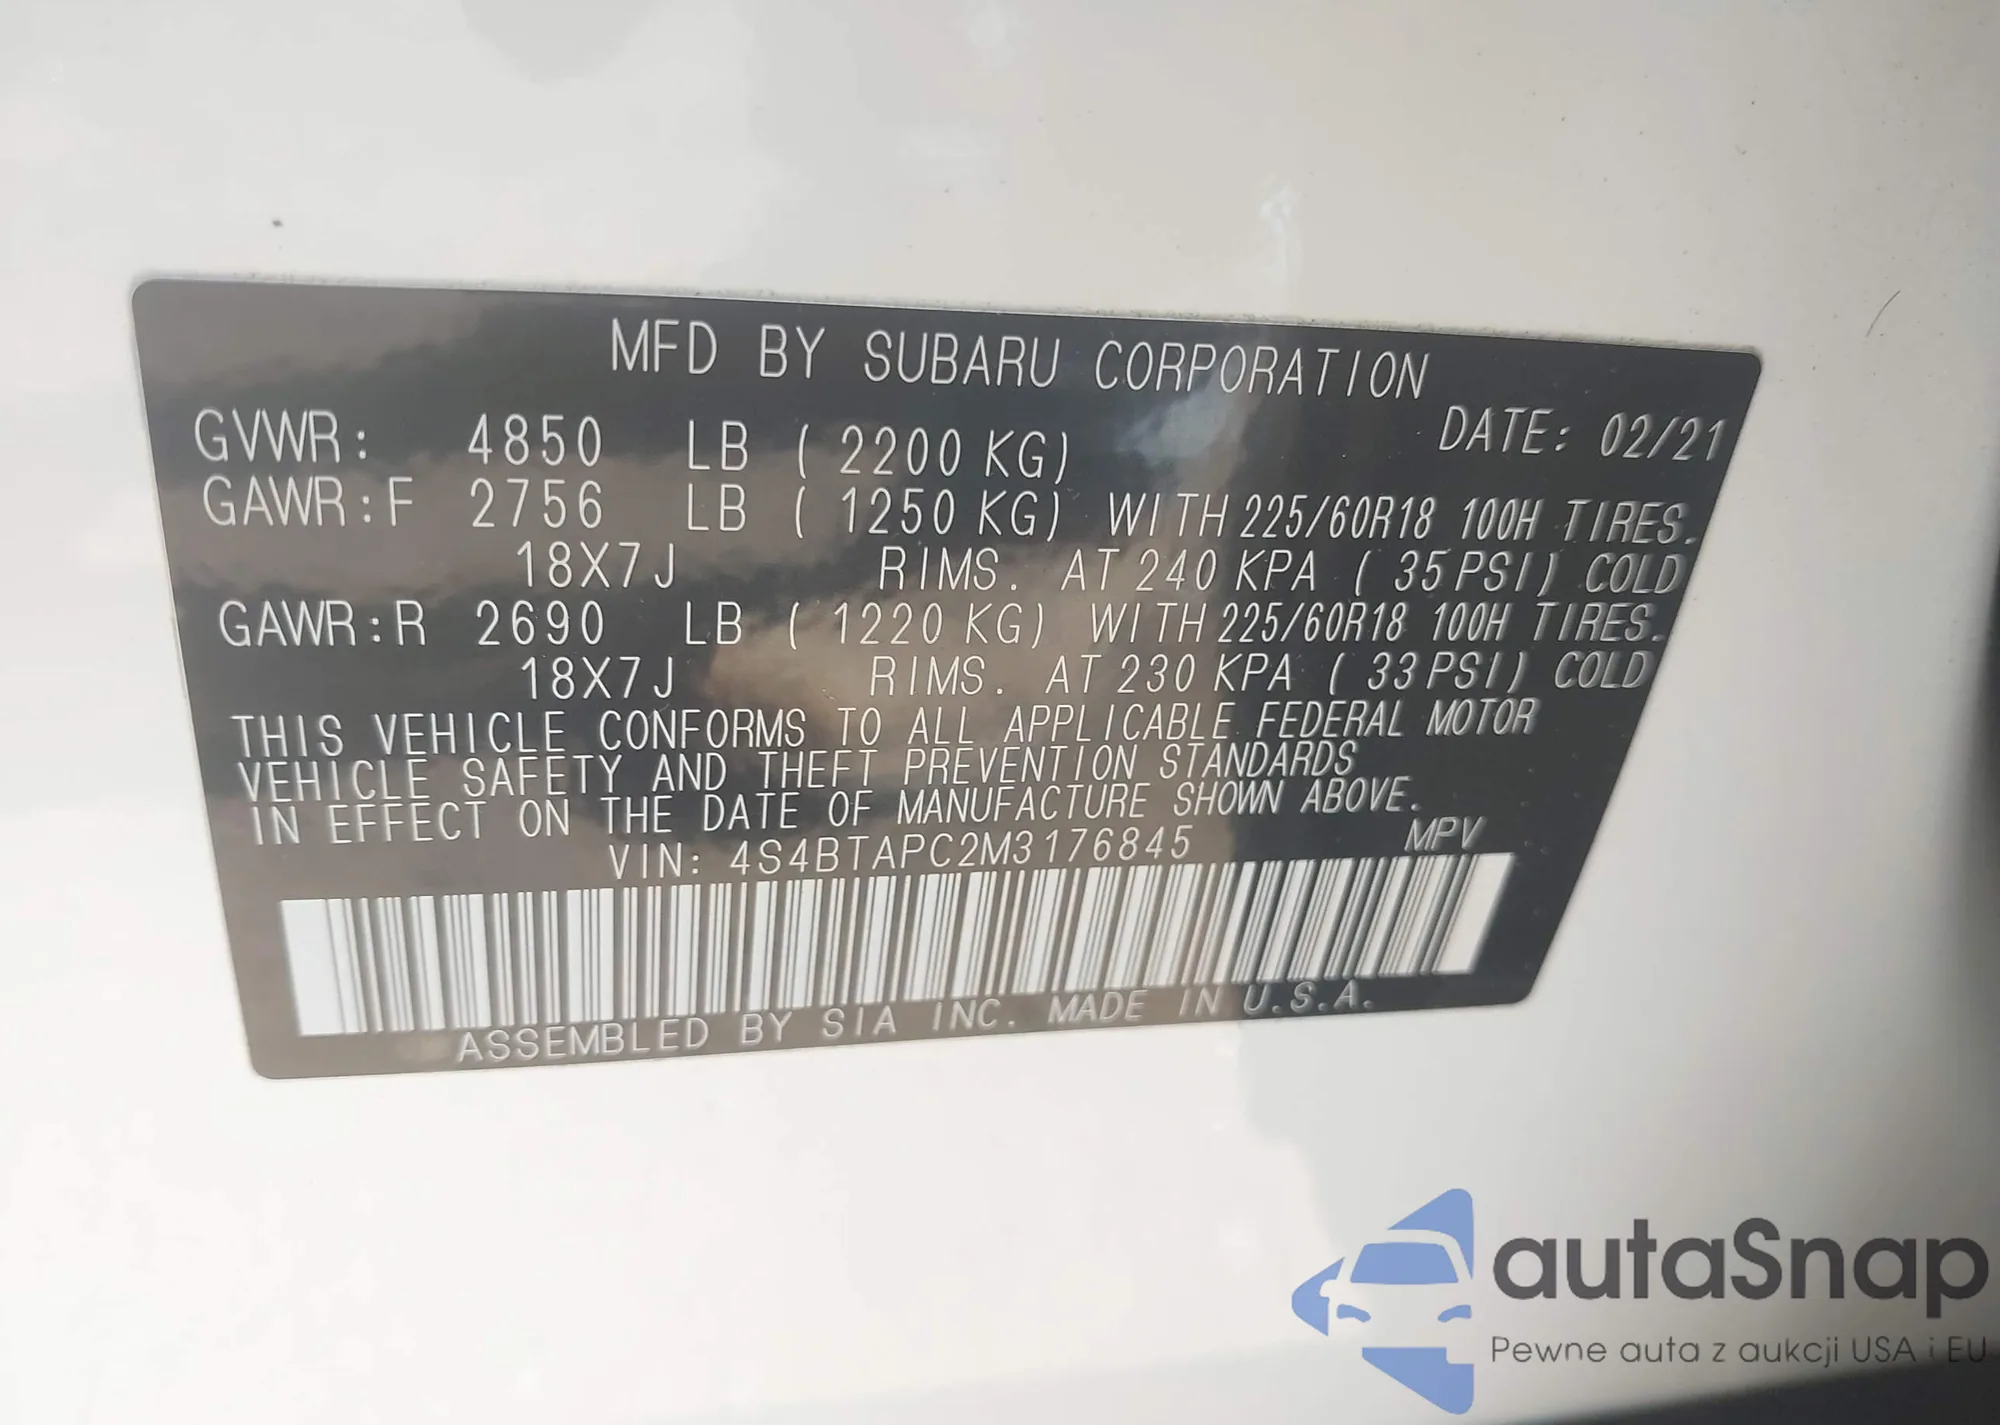 MFD BY SUBARU CORPORATION
GVWR: 4850 LB ( 2200 KG) DATE: 02/21
GAWR:F 2756 LB ( 1250 KG) WITH 225/60R18 100H TIRES.
18X7J RIMS. AT 240 KPA ( 35 PSI) COLD
GAWR:R 2690 LB ( 1220 KG) WITH 225/60R18 100H TIRES.
18X7J RIMS. AT 230 KPA ( 33 PSI) COLD
THIS VEHICLE CONFORMS TO ALL APPLICABLE FEDERAL MOTOR
VEHICLE SAFETY AND THEFT PREVENTION STANDARDS
IN EFFECT ON THE DATE OF MANUFACTURE SHOWN ABOVE.
VIN: 4S4BTAPC2M3176845 MPV
ASSEMBLED BY SIA INC. MADE IN U.S.A.
autaSnap
Pewne auta z aukcji USA i EU